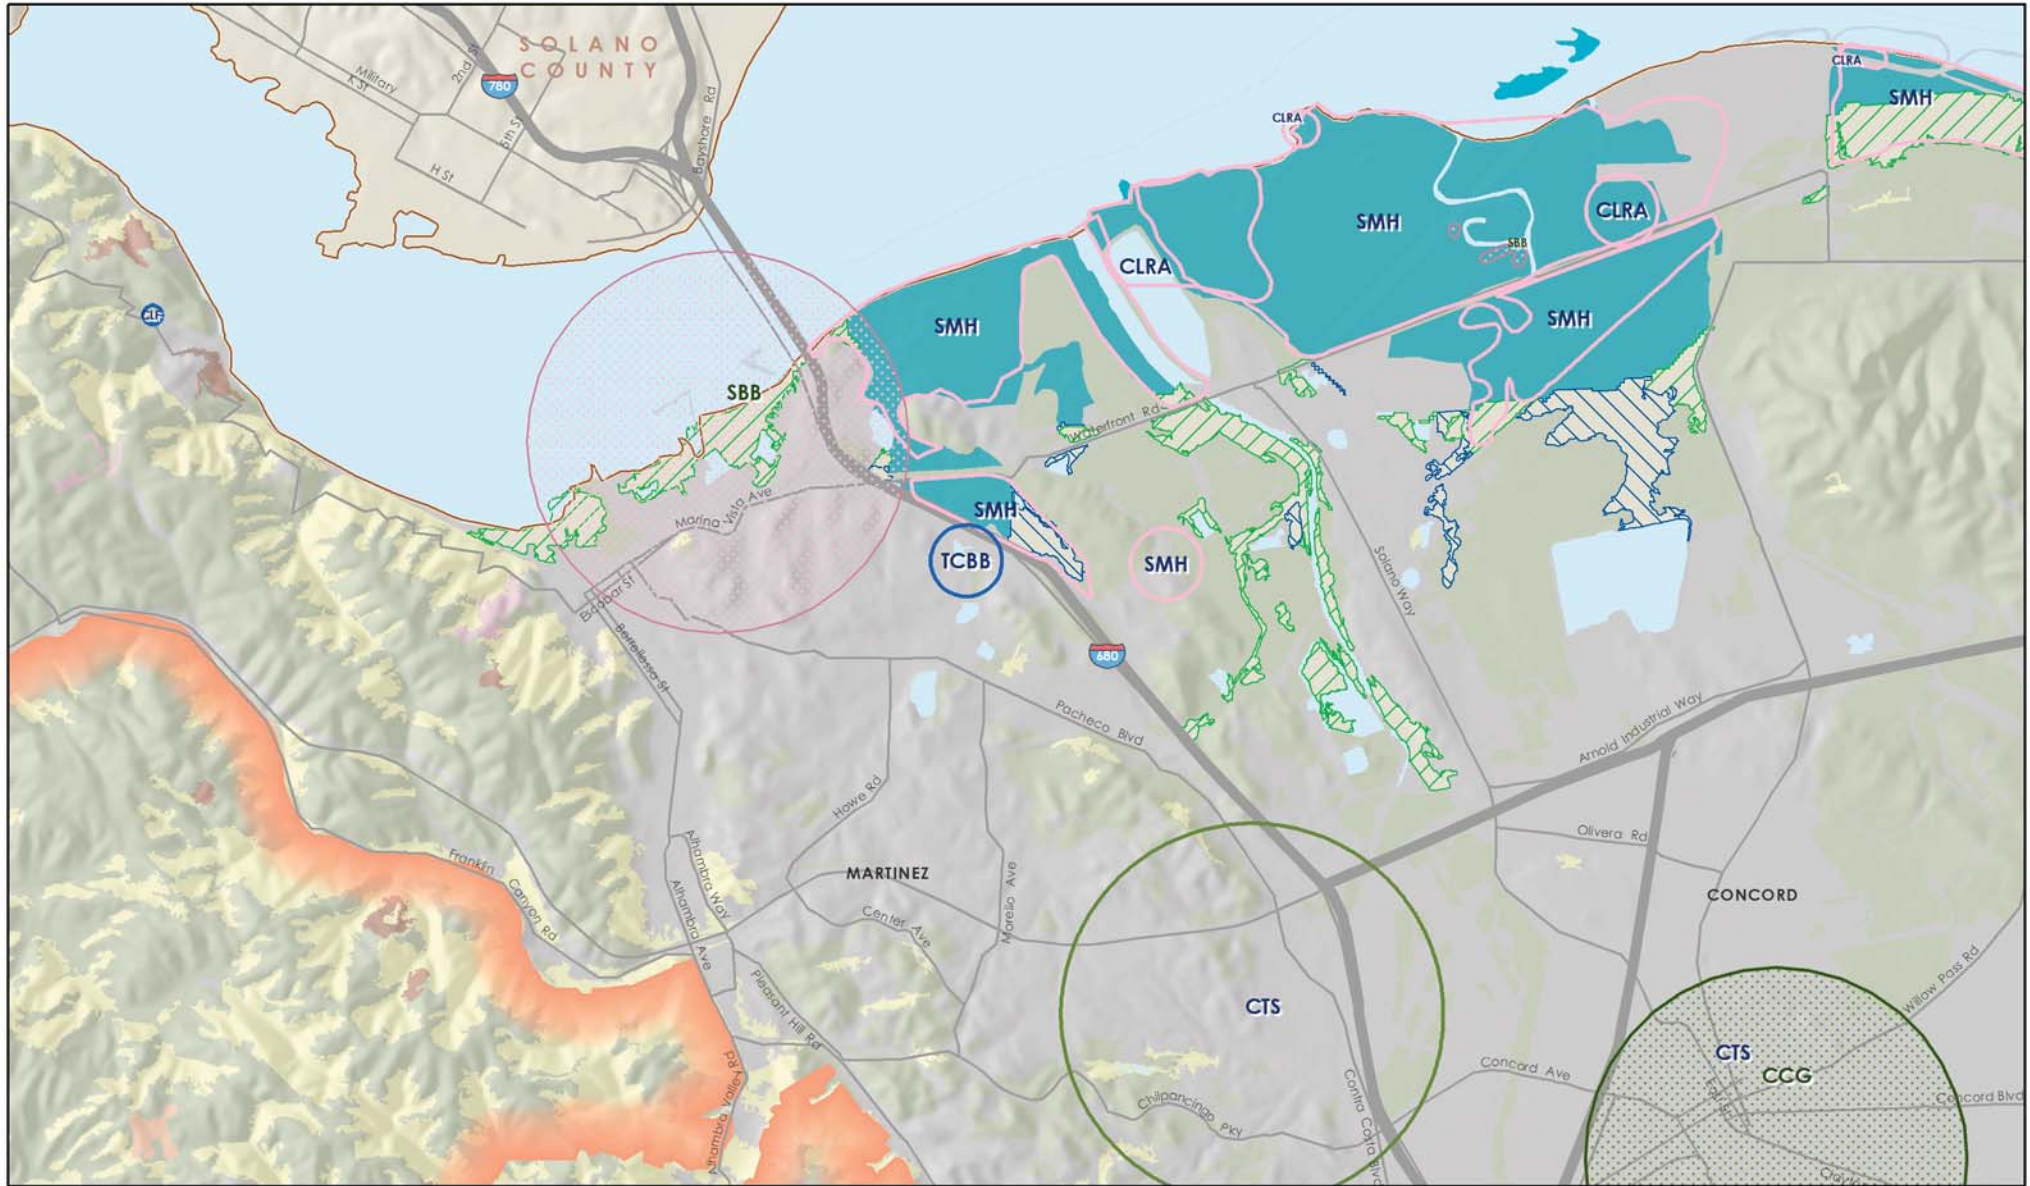 SOLANO
COUNTY
Military
K St
2nd St
780
5th St
H St
Bayshore Rd
CLRA
SMH
CLRA
SMH
CLRA
SBB
CLRA
SMH
SMH
CLF
SBB
Waterfront Rd
Marina Vista Ave
SMH
TCBB
SMH
Solano Way
Escobar St
Berrellessa St
680
Pacheco Blvd
Arnold Industrial Way
Howe Rd
Olivera Rd
MARTINEZ
CONCORD
Franklin Canyon Rd
Alhambra Way
Alhambra Ave
Center Ave
Morello Ave
Pleasant Hill Rd
Willow Pass Rd
CTS
CTS
CCG
Concord Ave
Concord Blvd
Chilpancingo Pky
Contra Costa Blvd
Alhambra Valley Rd